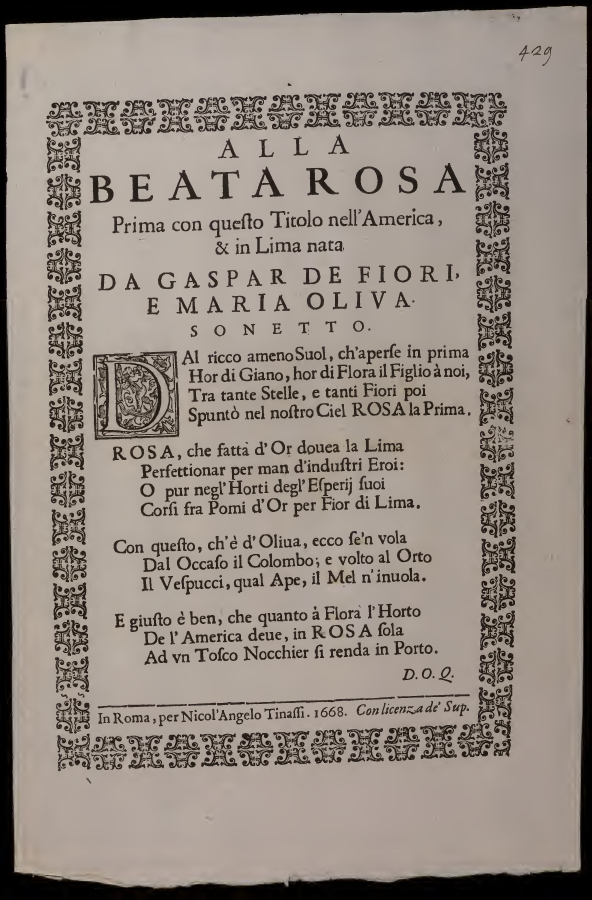 429
ALLA
BEATA ROSA
Prima con queſto Titolo nell'America,
& in Lima nata
DA GASPAR DE FIORI,
E MARIA OLIVA.
SONETTO.
DAl ricco ameno Suol, ch'aperſe in prima
Hor di Giano, hor di Flora il Figlio à noi,
Tra tante Stelle, e tanti Fiori poi
Spuntò nel noſtro Ciel ROSA la Prima.
ROSA, che fatta d'Or douea la Lima
Perfettionar per man d'induſtri Eroi:
O pur negl'Horti degl'Eſperij ſuoi
Corſi fra Pomi d'Or per Fior di Lima.
Con queſto, ch'è d'Oliua, ecco ſe'n vola
Dal Occaſo il Colombo; e volto al Orto
Il Veſpucci, qual Ape, il Mel n'inuola.
E giuſto è ben, che quanto à Flora l'Horto
De l'America deue, in ROSA ſola
Ad vn Toſco Nocchier ſi renda in Porto.
D. O. Q.
In Roma, per Nicol'Angelo Tinaſſi. 1668. Con licenza de' Sup.